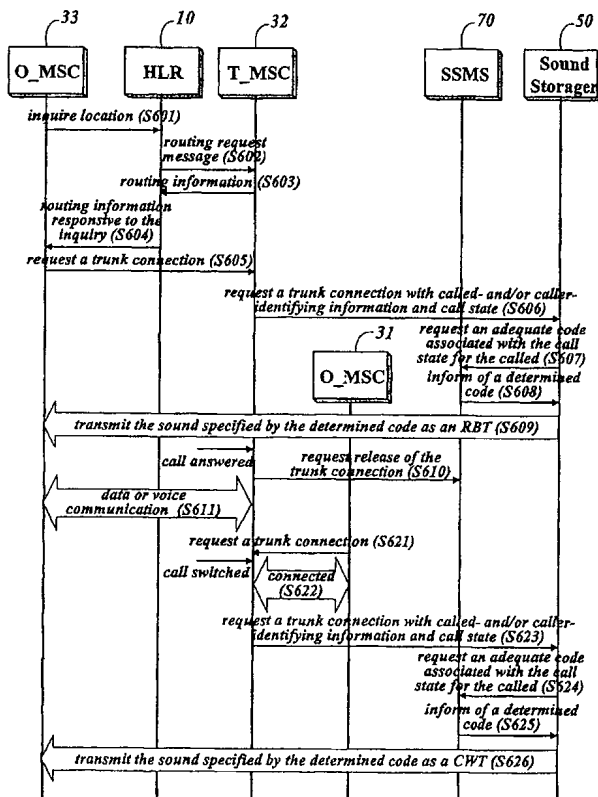 33
10
32
70
50
O_MSC
HLR
T_MSC
SSMS
Sound
Storager
inquire location (S601)
routing request
message (S602)
routing information (S603)
routing information
responsive to the
inquiry (S604)
request a trunk connection (S605)
request a trunk connection with called- and/or caller-
identifying information and call state (S606)
31
O_MSC
request an adequate code
associated with the call
state for the called (S607)
inform of a determined
code (S608)
transmit the sound specified by the determined code as an RBT (S609)
call answered
request release of the
trunk connection (S610)
data or voice
communication (S611)
request a trunk connection (S621)
call switched
connected
(S622)
request a trunk connection with called- and/or caller-
identifying information and call state (S623)
request an adequate code
associated with the call
state for the called (S624)
inform of a determined
code (S625)
transmit the sound specified by the determined code as a CWT (S626)